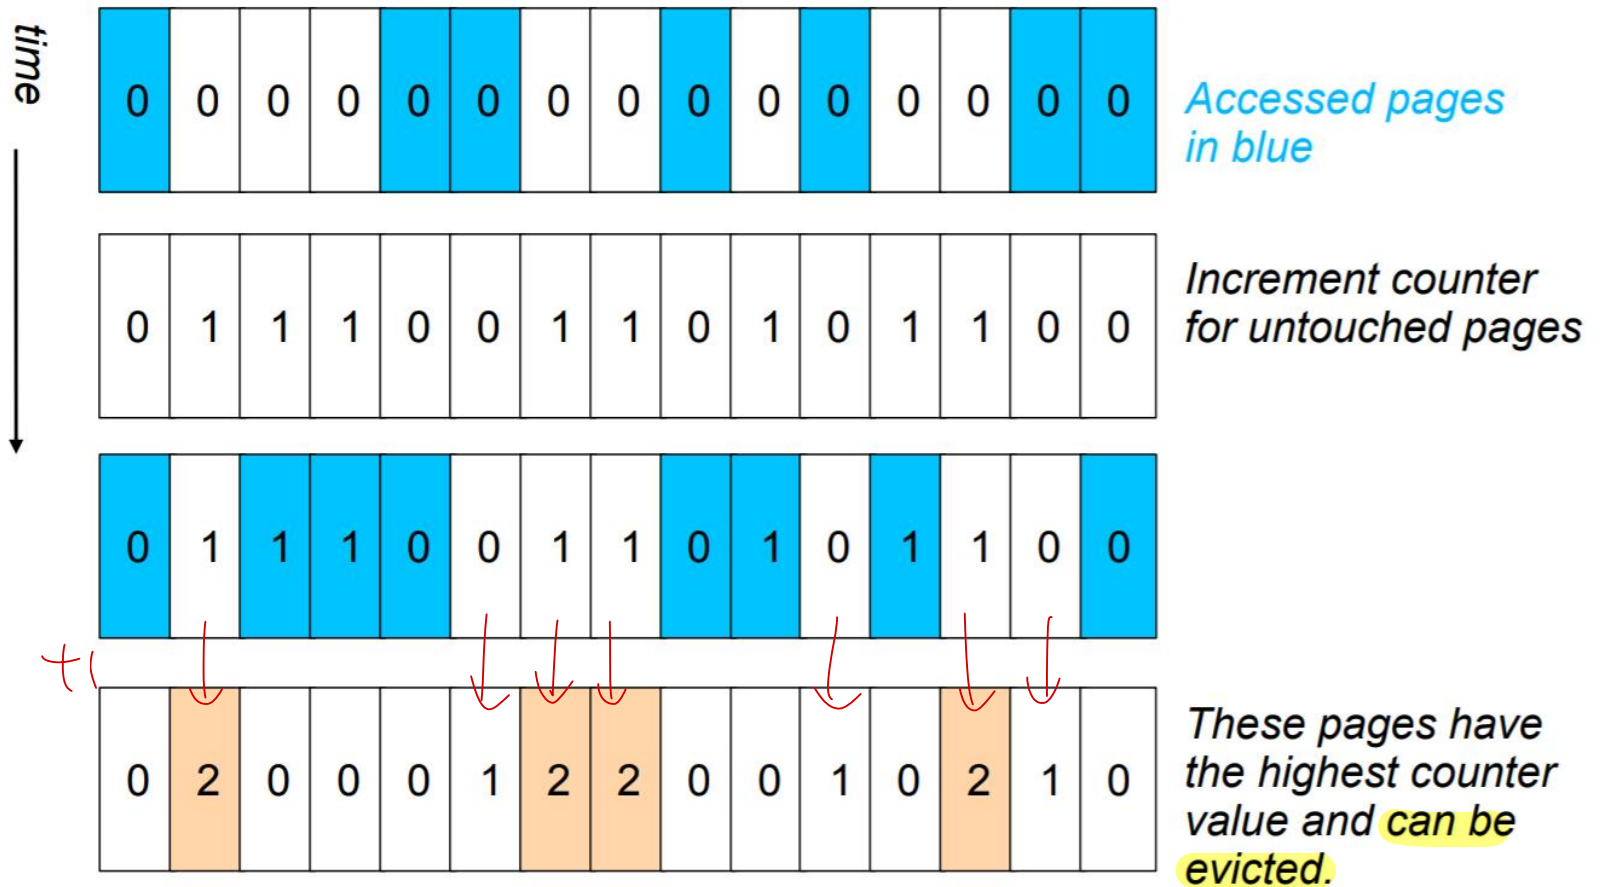 time
0 0 0 0 0 0 0 0 0 0 0 0 0 0 0
Accessed pages
in blue
0 1 1 1 0 0 1 1 0 1 0 1 1 0 0
Increment counter
for untouched pages
0 1 1 1 0 0 1 1 0 1 0 1 1 0 0
+1
0 2 0 0 0 1 2 2 0 0 1 0 2 1 0
These pages have
the highest counter
value and can be
evicted.